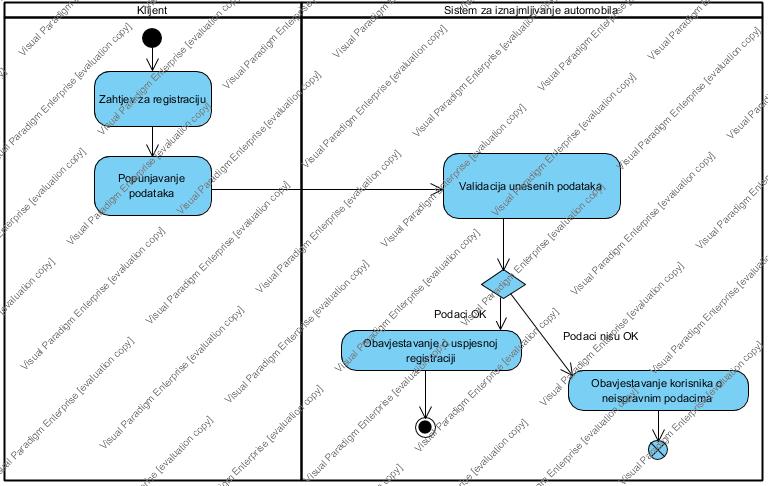 Klijent
Sistem za iznajmljivanje automobila
Zahtjev za registraciju
Popunjavanje
podataka
Validacija unesenih podataka
Podaci OK
Podaci nisu OK
Obavjestavanje o uspjesnoj
registraciji
Obavjestavanje korisnika o
neispravnim podacima
Visual Paradigm Enterprise [evaluation copy]